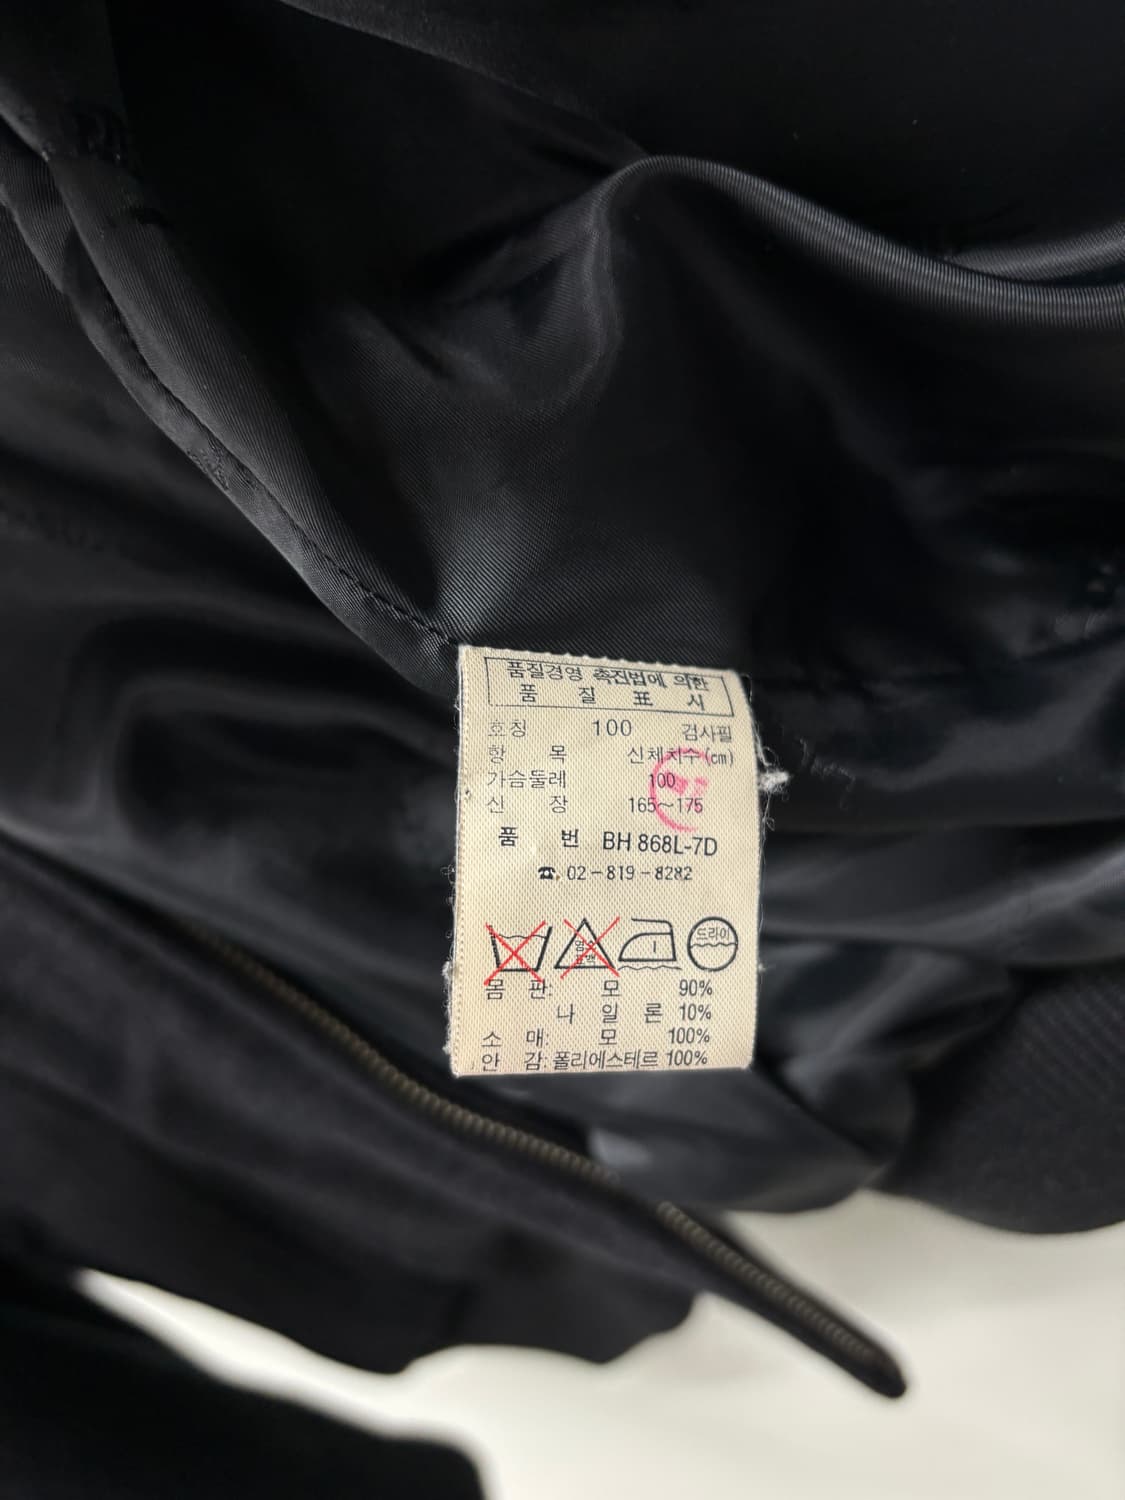 품질경영 촉진법에 의한
품 질 표 시
호칭 100 검사필
항 목 신체치수(cm)
가슴둘레 100
신 장 165~175
품 번 BH 868L-7D
☎. 02-819-8282
드라이
몸 판: 모 90%
나 일 론 10%
소 매: 모 100%
안 감: 폴리에스테르 100%